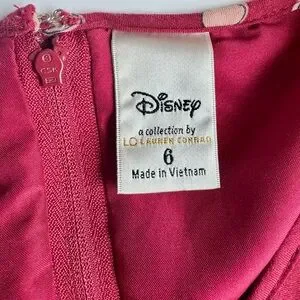 Disney
a collection by
LC LAUREN CONRAD
6
Made in Vietnam